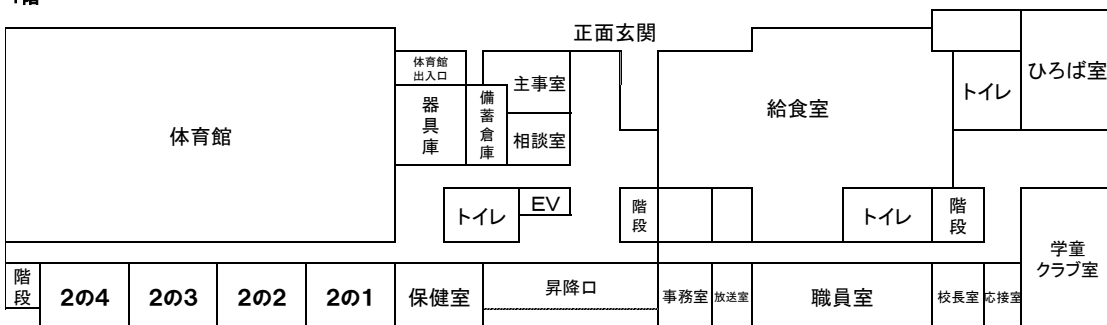 正面玄関
体育館
出入口
主事室
ひろば室
トイレ
器具庫
備蓄倉庫
給食室
体育館
相談室
トイレ
EV
階段
トイレ
階段
学童
クラブ室
階段
2の4
2の3
2の2
2の1
保健室
昇降口
事務室
放送室
職員室
校長室
応接室